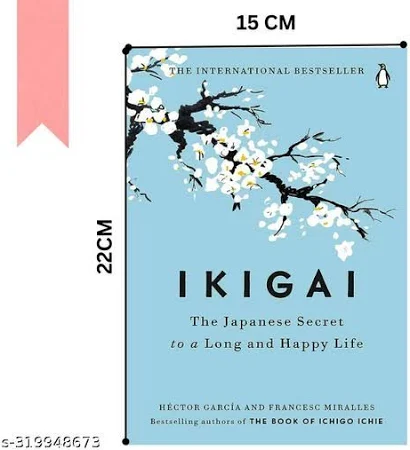 15 CM
22CM
THE INTERNATIONAL BESTSELLER
IKIGAI
The Japanese Secret
to a Long and Happy Life
HÉCTOR GARCÍA AND FRANCESC MIRALLES
Bestselling authors of THE BOOK OF ICHIGO ICHIE
s-319948673